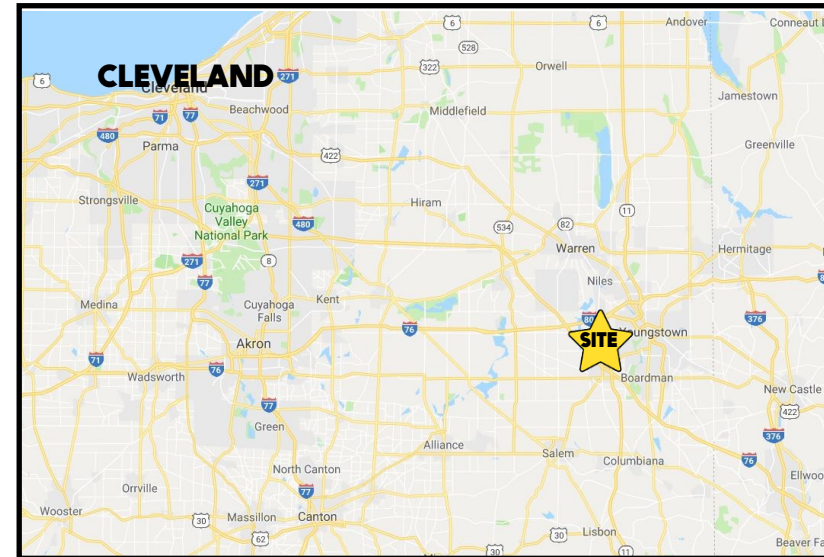 6
6
Andover
Conneaut L
528
CLEVELAND
271
322
Orwell
6
Cleveland
Jamestown
Beachwood
Middlefield
71
77
480
Parma
422
Greenville
271
Strongsville
Hiram
Cuyahoga
Valley
National Park
11
480
534
82
Warren
Hermitage
271
8
77
Niles
Medina
Cuyahoga
Falls
Kent
76
80
376
SITE
Youngstown
Akron
71
76
Wadsworth
Boardman
New Castle
77
422
Green
376
Alliance
Salem
Columbiana
76
North Canton
Ellwoo
77
Orrville
Wooster
30
Massillon
Canton
30
Lisbon
62
30
11
Beaver Fa